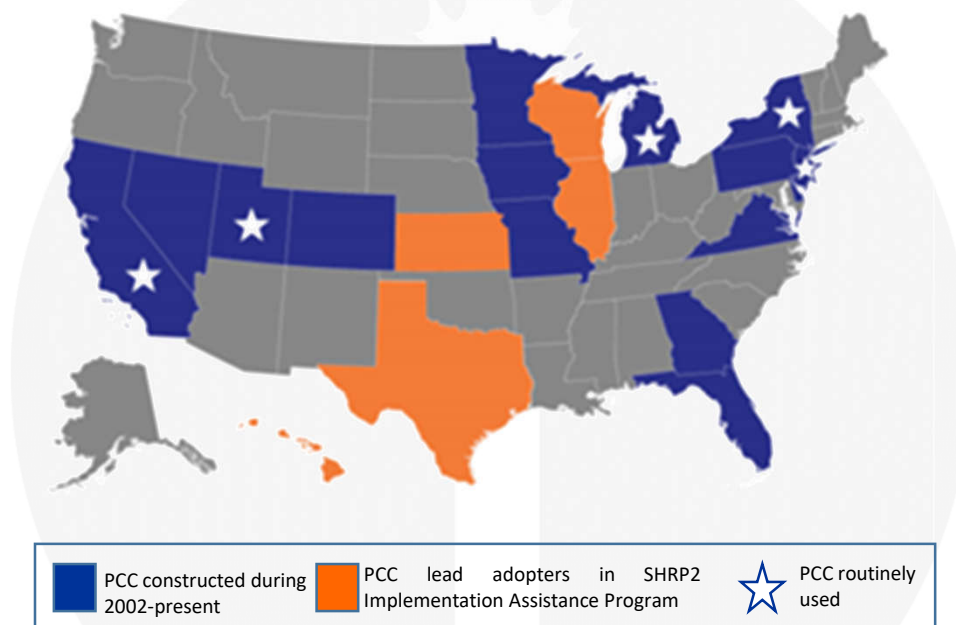 PCC constructed during
2002-present
PCC lead adopters in SHRP2
Implementation Assistance Program
PCC routinely
used